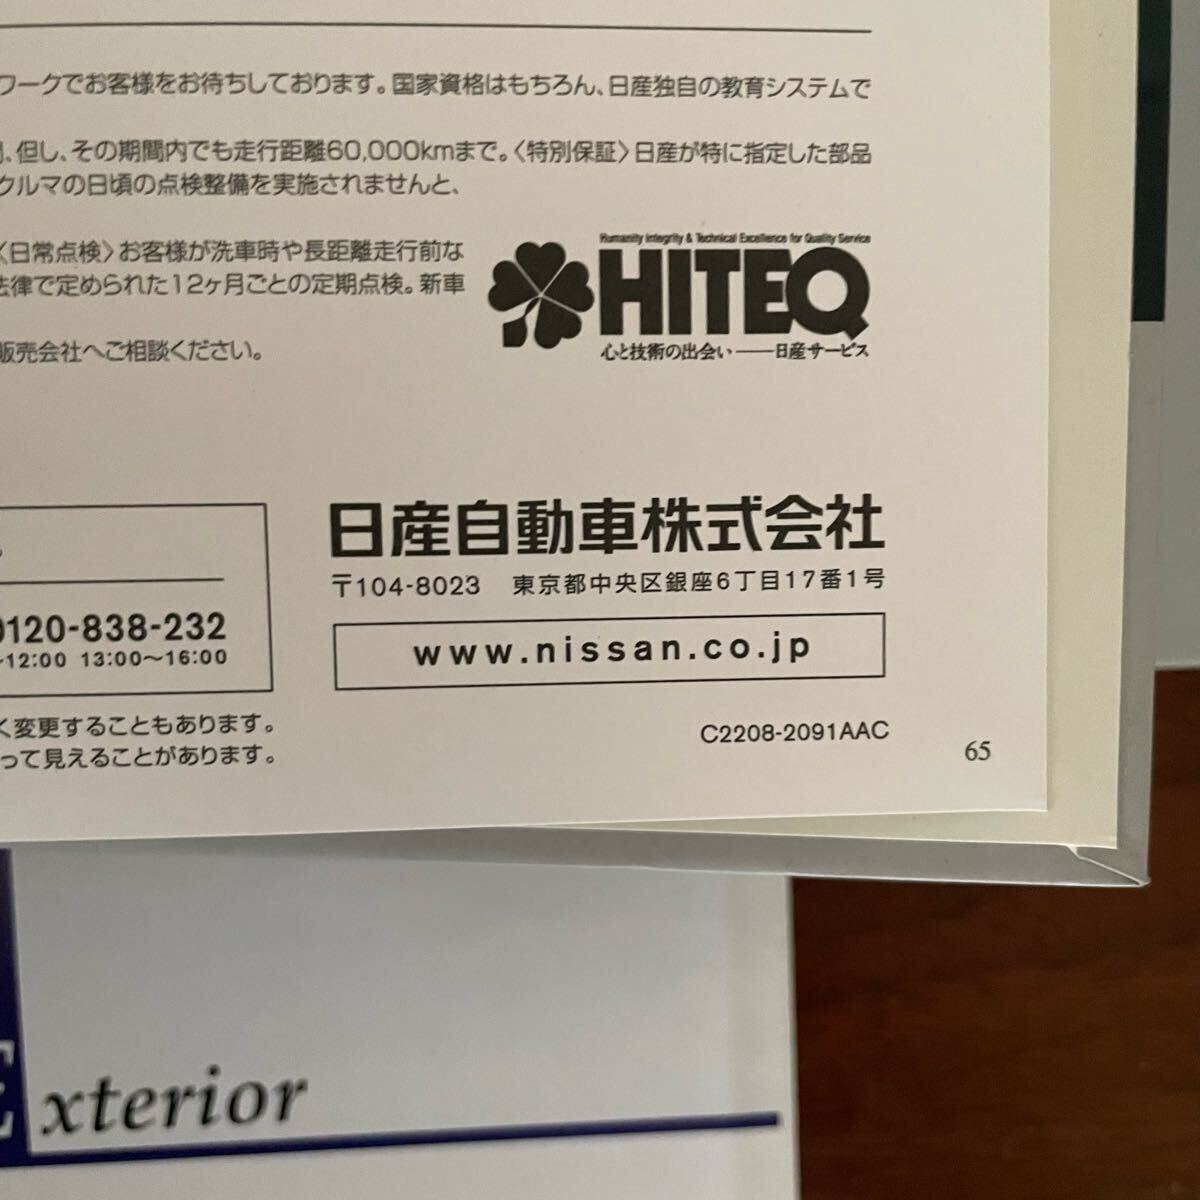 ワークでお客様をお待ちしております。国家資格はもちろん、日産独自の教育システムで
、但し、その期間内でも走行距離60,000kmまで。〈特別保証〉日産が特に指定した部品
クルマの日頃の点検整備を実施されませんと、
〈日常点検〉お客様が洗車時や長距離走行前な
法律で定められた12ヶ月ごとの定期点検。新車
販売会社へご相談ください。
Humanity Integrity & Technical Excellence for Quality Service
HITEQ
心と技術の出会い——日産サービス
日産自動車株式会社
〒104-8023 東京都中央区銀座6丁目17番1号
www.nissan.co.jp
0120-838-232
~12:00 13:00~16:00
く変更することもあります。
って見えることがあります。
C2208-2091AAC
65
Exterior